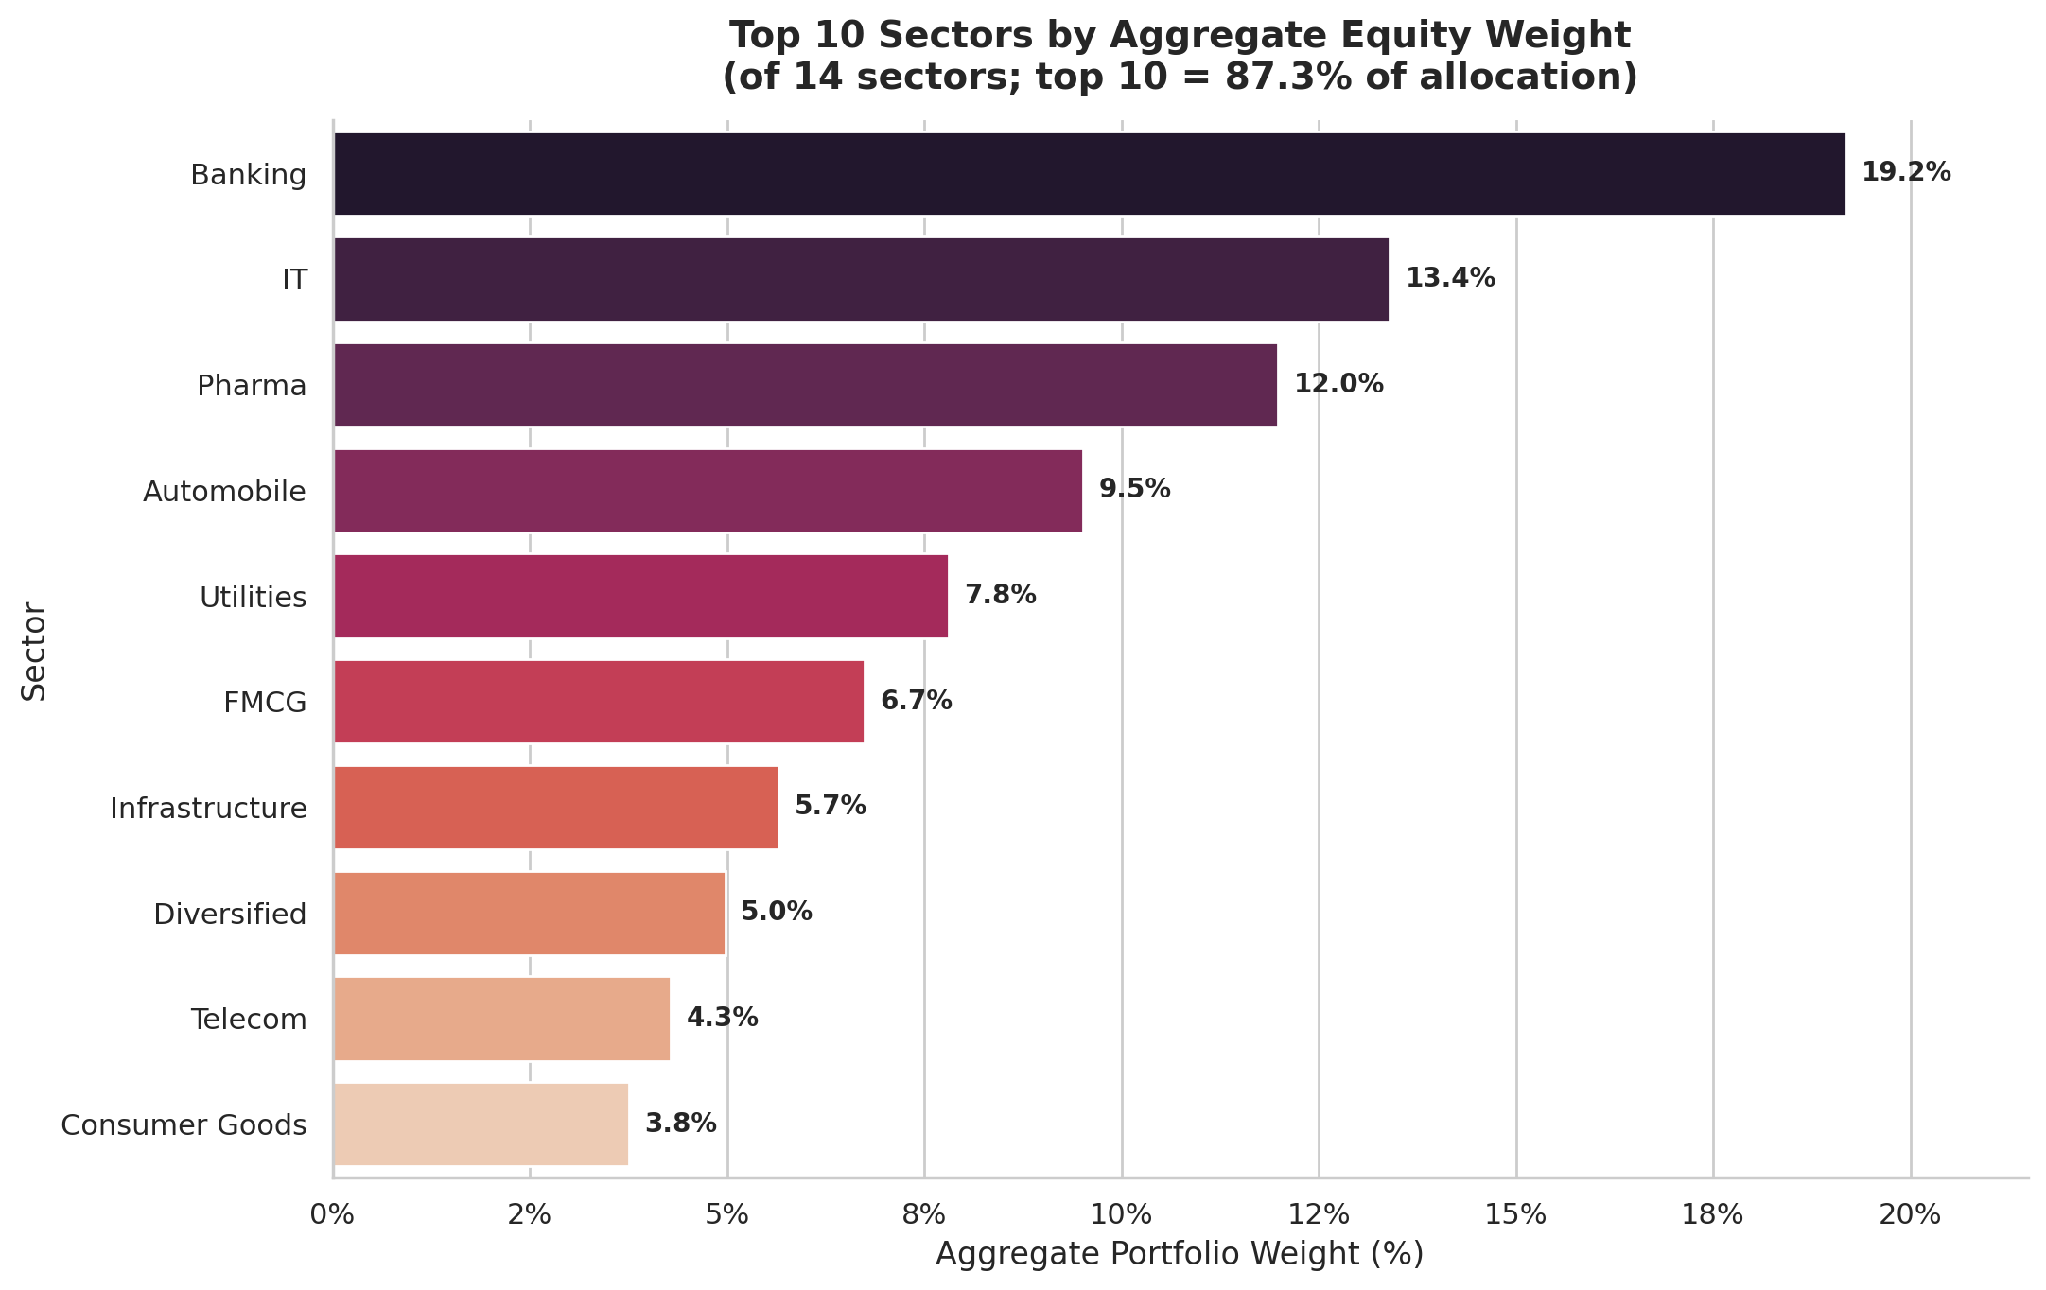 Top 10 Sectors by Aggregate Equity Weight
(of 14 sectors; top 10 = 87.3% of allocation)
Banking 19.2%
IT 13.4%
Pharma 12.0%
Automobile 9.5%
Utilities 7.8%
FMCG 6.7%
Infrastructure 5.7%
Diversified 5.0%
Telecom 4.3%
Consumer Goods 3.8%
Sector
0% 2% 5% 8% 10% 12% 15% 18% 20%
Aggregate Portfolio Weight (%)